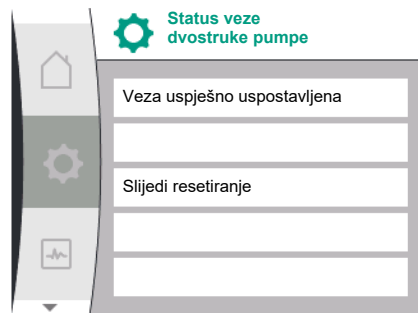 Status veze
dvostruke pumpe
Veza uspješno uspostavljena
Slijedi resetiranje